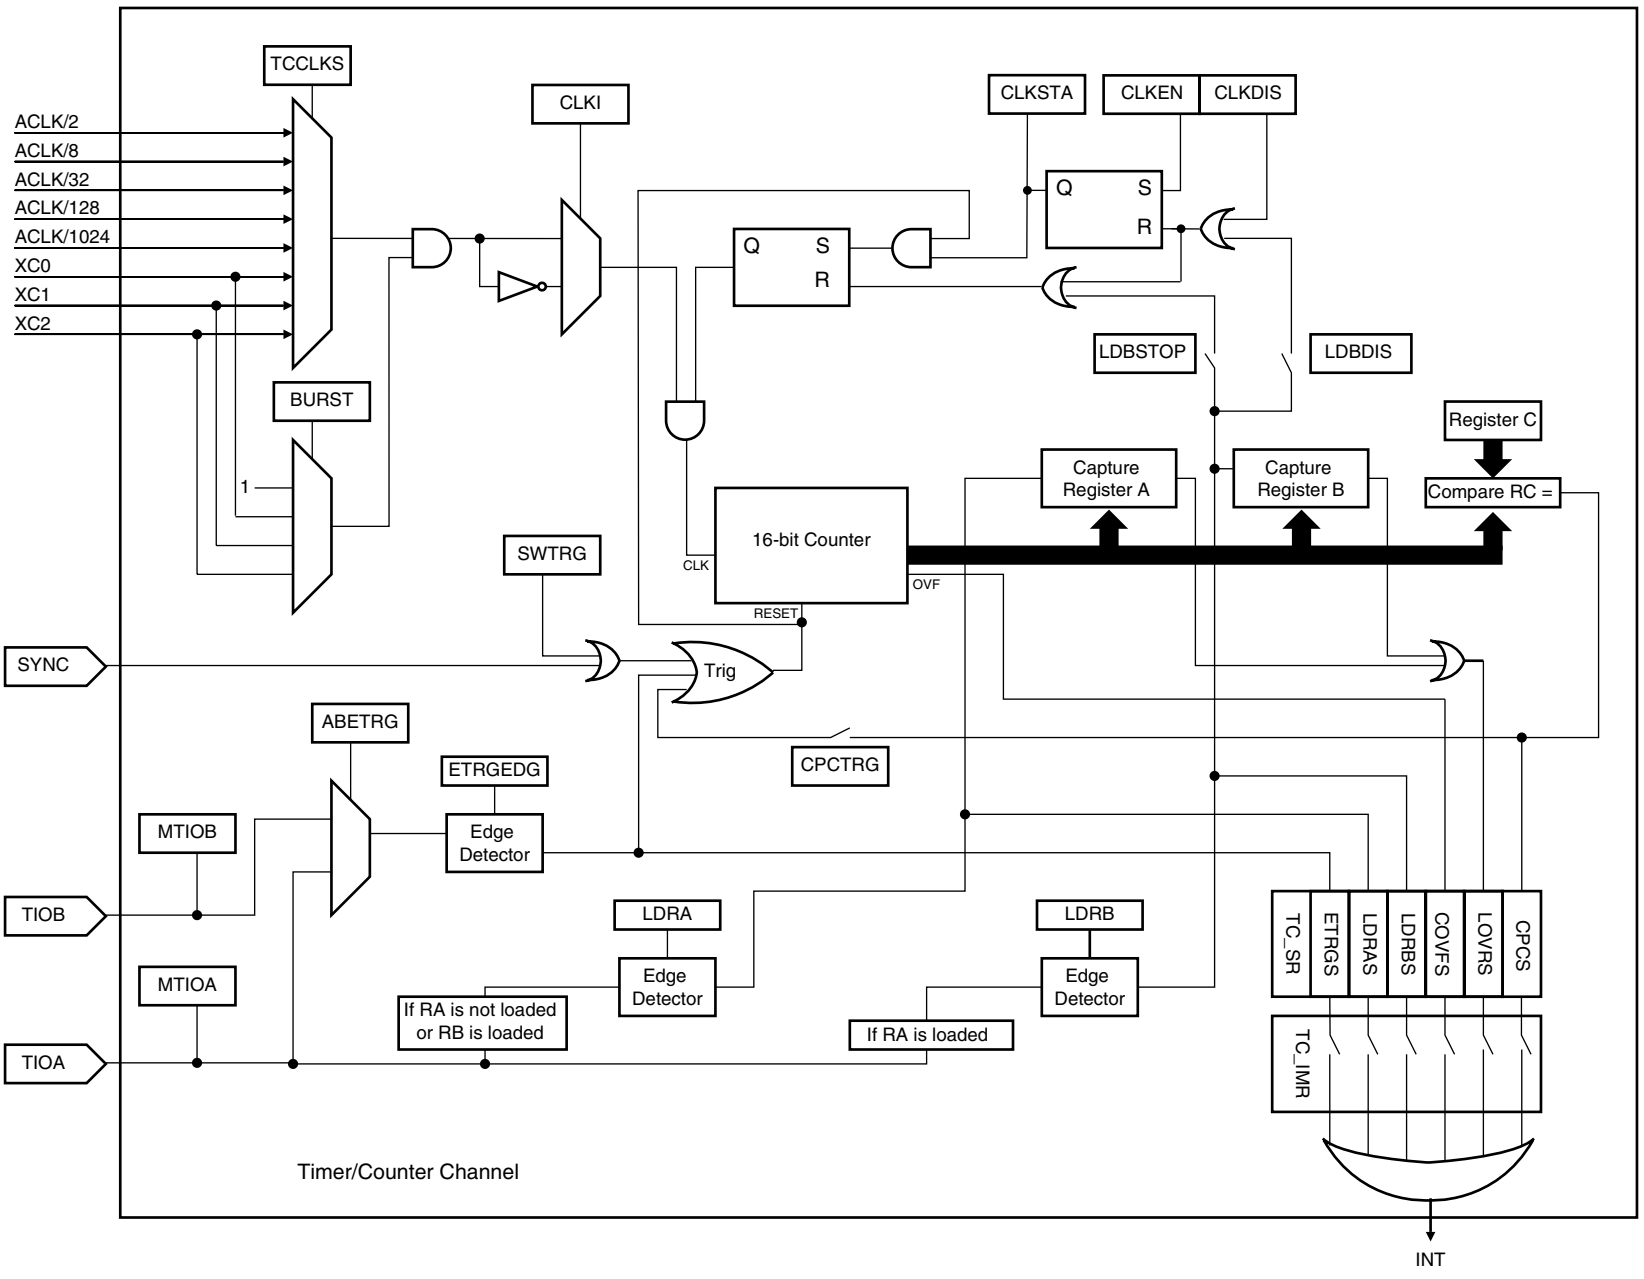 TCCLKS
CLKI
CLKSTA
CLKEN
CLKDIS
ACLK/2
ACLK/8
ACLK/32
ACLK/128
ACLK/1024
XC0
XC1
XC2
Q
S
R
Q
S
R
LDBSTOP
LDBDIS
BURST
1
Register C
Capture
Register A
Capture
Register B
Compare RC =
16-bit Counter
CLK
OVF
RESET
SWTRG
SYNC
Trig
ABETRG
ETRGEDG
CPCTRG
MTIOB
Edge
Detector
TIOB
LDRA
LDRB
MTIOA
Edge
Detector
Edge
Detector
If RA is not loaded
or RB is loaded
If RA is loaded
TIOA
TC_SR
ETRGS
LDRAS
LDRBS
COVFS
LOVRS
CPCS
TC_IMR
Timer/Counter Channel
INT